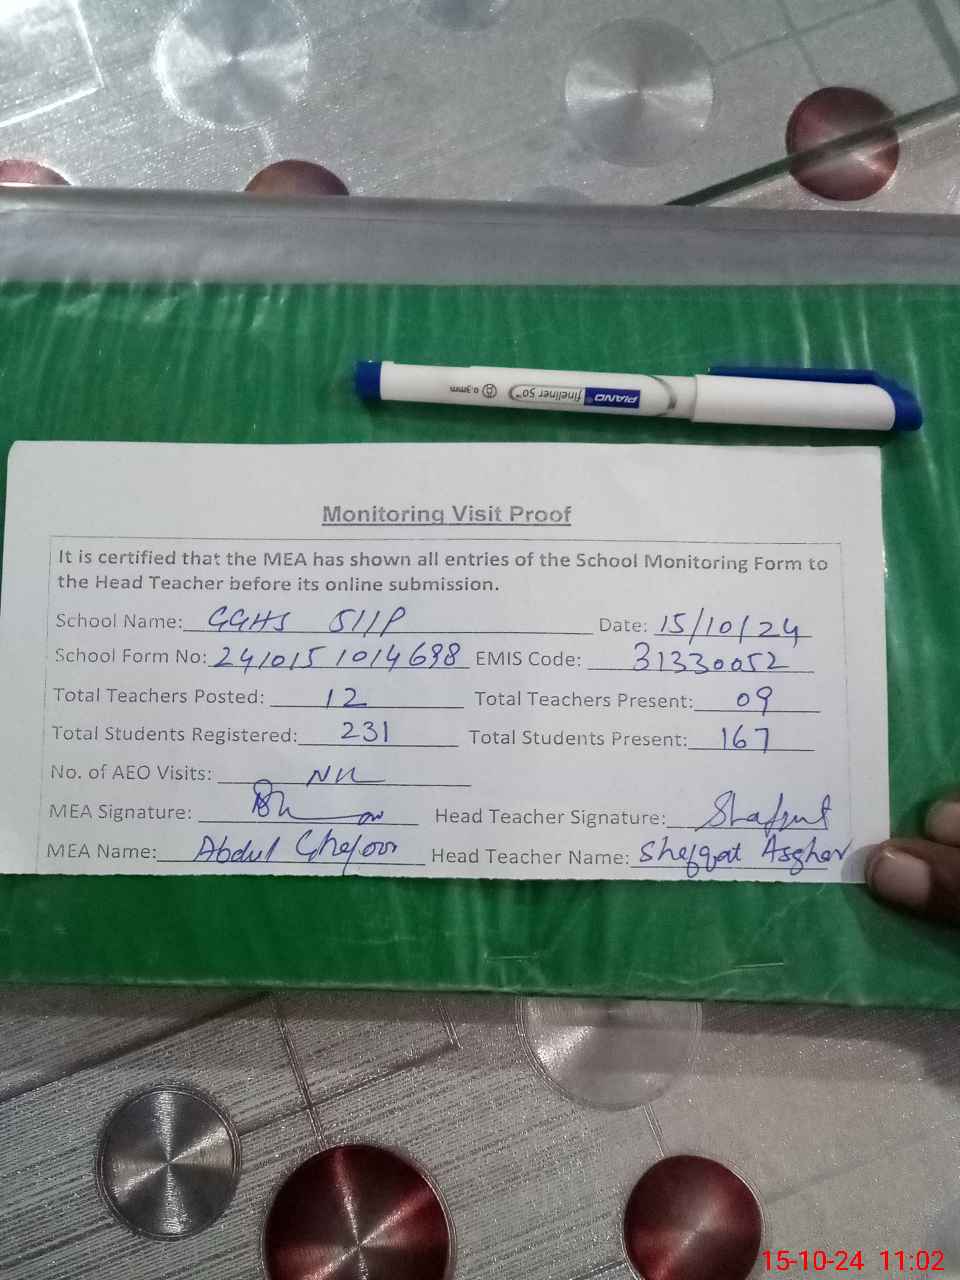 PIANO fineliner 50 0.3mm
Monitoring Visit Proof
It is certified that the MEA has shown all entries of the School Monitoring Form to
the Head Teacher before its online submission.
School Name: GGHS 511P Date: 15/10/24
School Form No: 241015 1014698 EMIS Code: 31330052
Total Teachers Posted: 12 Total Teachers Present: 09
Total Students Registered: 231 Total Students Present: 167
No. of AEO Visits: Nil
MEA Signature: Head Teacher Signature:
MEA Name: Abdul Ghafoor Head Teacher Name: Shafqat Asghar
15-10-24 11:02